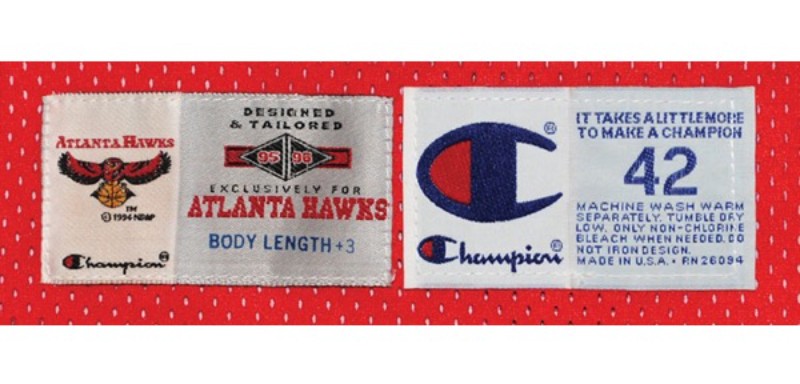 ATLANTA HAWKS
TM
© 1994 NBAP
Champion®
DESIGNED
& TAILORED
95 96
EXCLUSIVELY FOR
ATLANTA HAWKS
BODY LENGTH +3
®
Champion®
IT TAKES A LITTLE MORE
TO MAKE A CHAMPION
42
MACHINE WASH WARM
SEPARATELY. TUMBLE DRY
LOW. ONLY NON-CHLORINE
BLEACH WHEN NEEDED. DO
NOT IRON DESIGN.
MADE IN U.S.A. • RN 26094